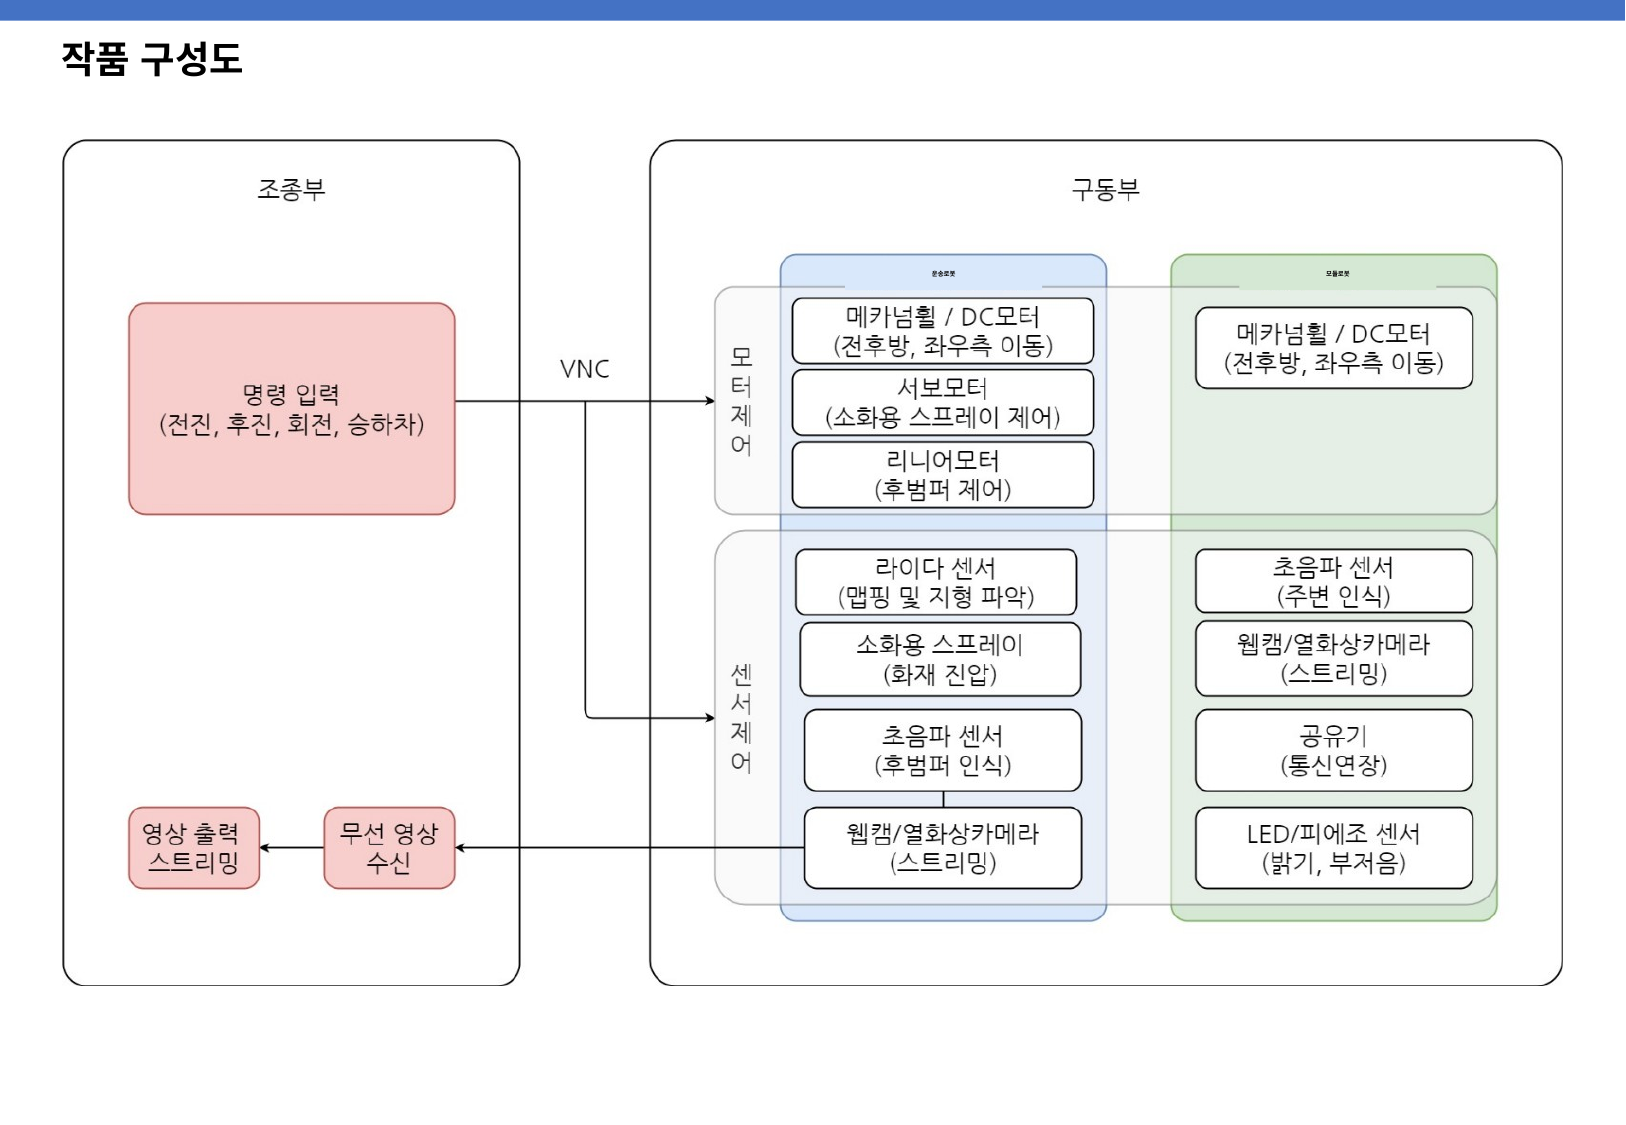 작품 구성도
조종부
명령 입력
(전진, 후진, 회전, 승하차)
영상 출력
스트리밍
무선 영상
수신
VNC
구동부
운송로봇
모듈로봇
모
터
제
어
메카넘휠 / DC모터
(전후방, 좌우측 이동)
서보모터
(소화용 스프레이 제어)
리니어모터
(후범퍼 제어)
메카넘휠 / DC모터
(전후방, 좌우측 이동)
센
서
제
어
라이다 센서
(맵핑 및 지형 파악)
소화용 스프레이
(화재 진압)
초음파 센서
(후범퍼 인식)
웹캠/열화상카메라
(스트리밍)
초음파 센서
(주변 인식)
웹캠/열화상카메라
(스트리밍)
공유기
(통신연장)
LED/피에조 센서
(밝기, 부저음)